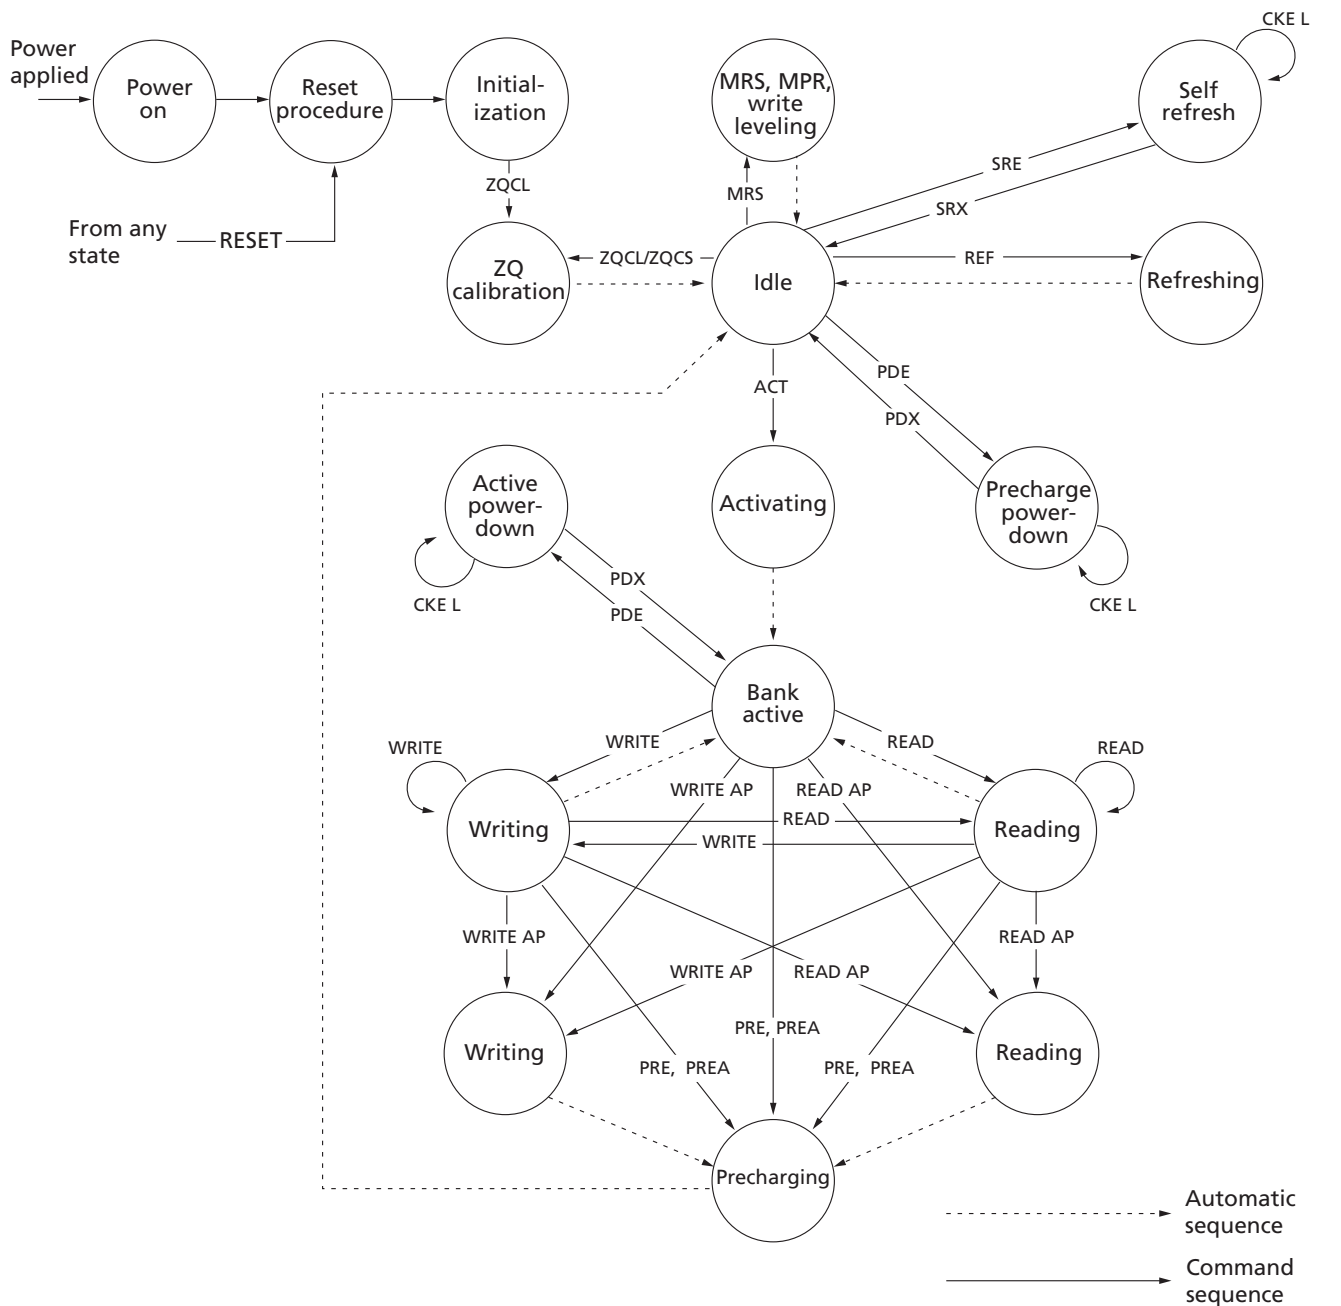 Power
applied
Power
on
Reset
procedure
Initial-
ization
MRS, MPR,
write
leveling
Self
refresh
CKE L
ZQCL
MRS
SRE
SRX
From any
state
RESET
ZQ
calibration
ZQCL/ZQCS
Idle
REF
Refreshing
ACT
PDE
PDX
Active
power-
down
CKE L
Activating
Precharge
power-
down
CKE L
PDX
PDE
Bank
active
WRITE
WRITE
READ
READ
WRITE AP
READ AP
Writing
READ
WRITE
Reading
WRITE AP
READ AP
WRITE AP
READ AP
Writing
PRE, PREA
Reading
PRE, PREA
PRE, PREA
Precharging
Automatic
sequence
Command
sequence